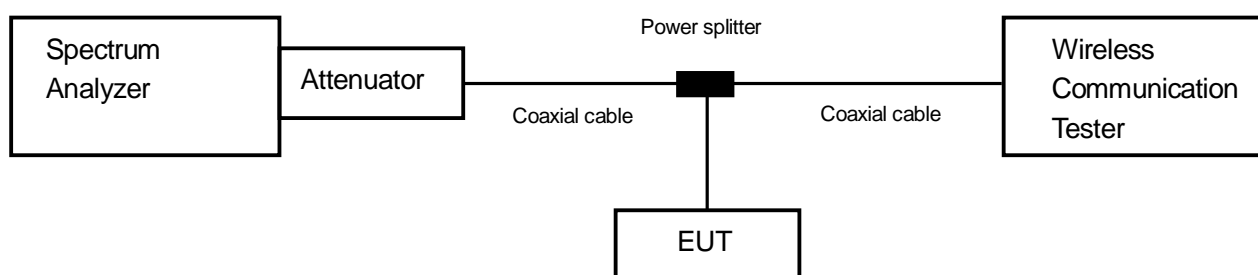 Power splitter
Spectrum
Analyzer
Attenuator
Wireless
Communication
Tester
Coaxial cable
Coaxial cable
EUT